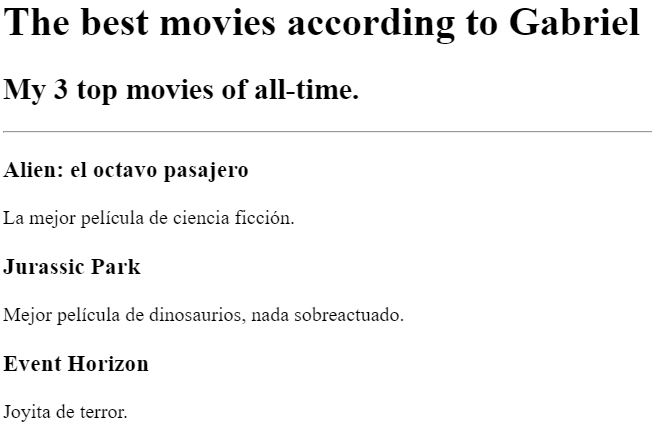 The best movies according to Gabriel
My 3 top movies of all-time.
Alien: el octavo pasajero
La mejor película de ciencia ficción.
Jurassic Park
Mejor película de dinosaurios, nada sobreactuado.
Event Horizon
Joyita de terror.